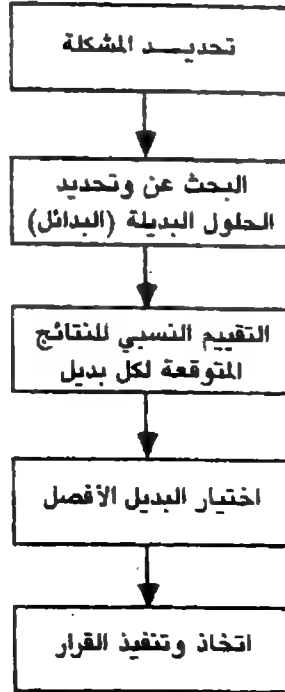 تحديد المشكلة
البحث عن وتحديد
الحلول البديلة (البدائل)
التقييم النسبي للنتائج
المتوقعة لكل بديل
اختيار البديل الأفضل
اتخاذ وتنفيذ القرار